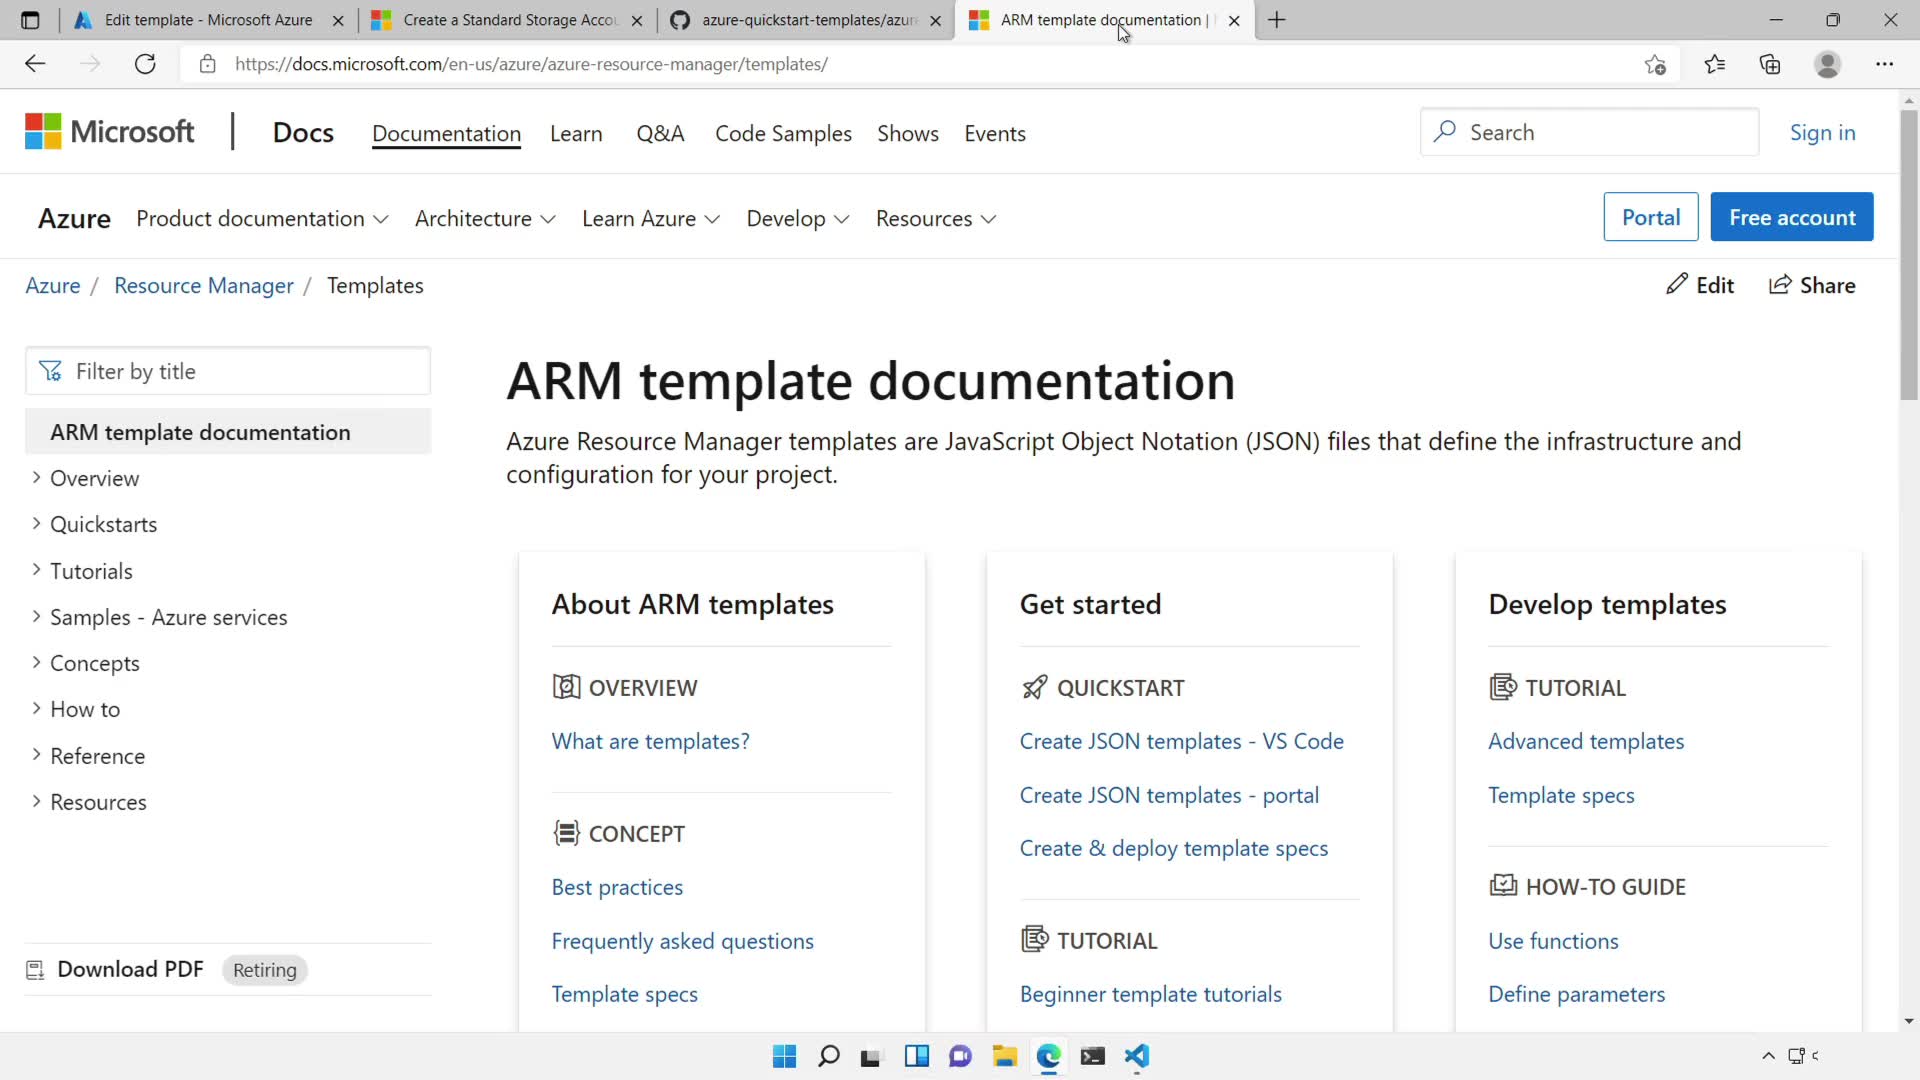 Edit template - Microsoft Azure
Create a Standard Storage Accou
azure-quickstart-templates/azur
ARM template documentation |
https://docs.microsoft.com/en-us/azure/azure-resource-manager/templates/
Microsoft
Docs
Documentation
Learn
Q&A
Code Samples
Shows
Events
Search
Sign in
Azure
Product documentation
Architecture
Learn Azure
Develop
Resources
Portal
Free account
Azure / Resource Manager / Templates
Edit
Share
Filter by title
ARM template documentation
Overview
Quickstarts
Tutorials
Samples - Azure services
Concepts
How to
Reference
Resources
Download PDF
Retiring
ARM template documentation
Azure Resource Manager templates are JavaScript Object Notation (JSON) files that define the infrastructure and
configuration for your project.
About ARM templates
OVERVIEW
What are templates?
CONCEPT
Best practices
Frequently asked questions
Template specs
Get started
QUICKSTART
Create JSON templates - VS Code
Create JSON templates - portal
Create & deploy template specs
TUTORIAL
Beginner template tutorials
Develop templates
TUTORIAL
Advanced templates
Template specs
HOW-TO GUIDE
Use functions
Define parameters